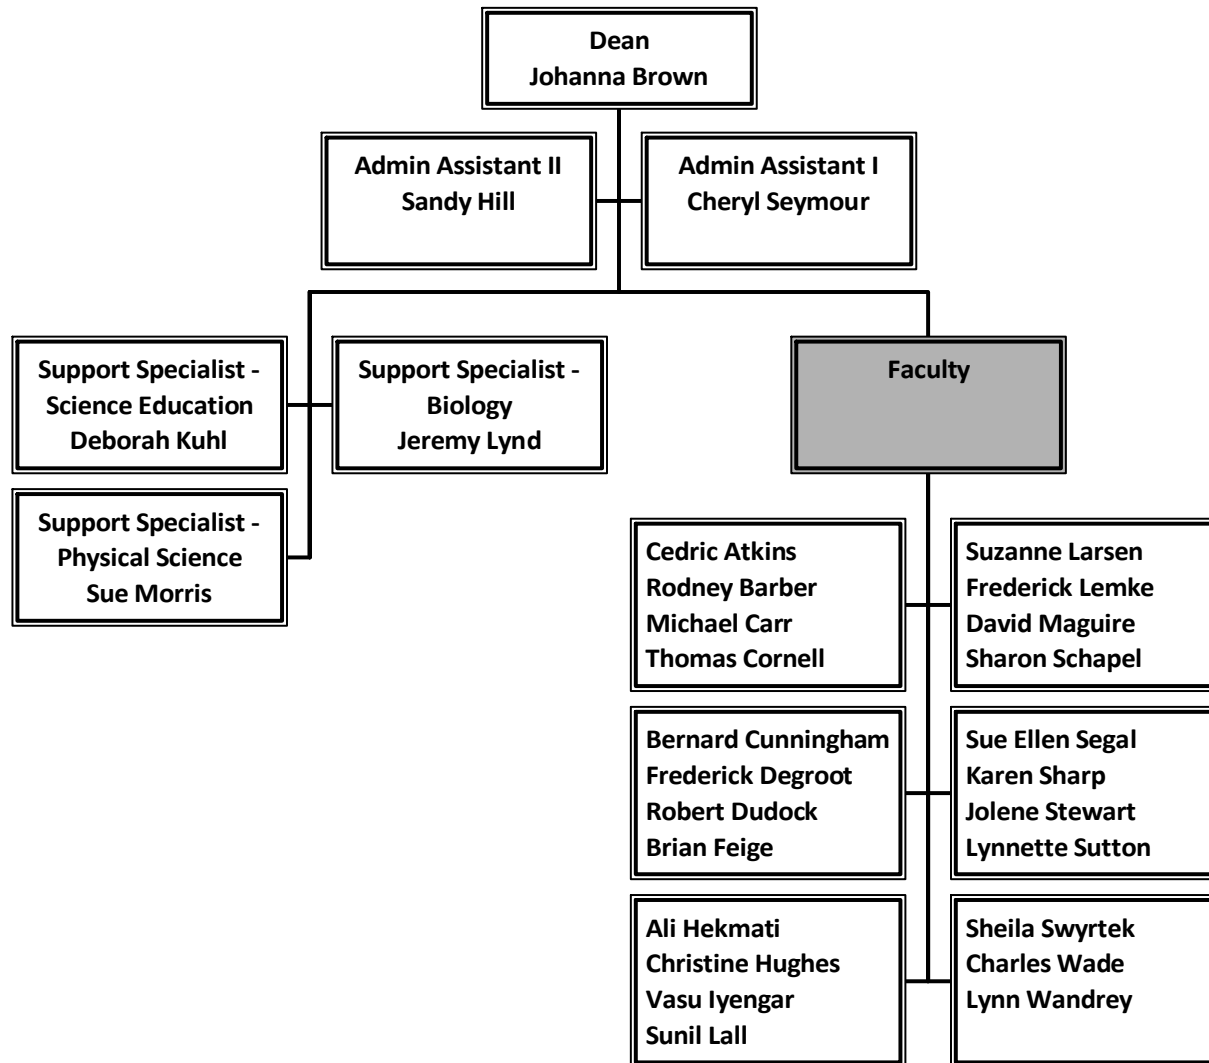 Dean
Johanna Brown
Admin Assistant II
Sandy Hill
Admin Assistant I
Cheryl Seymour
Support Specialist -
Science Education
Deborah Kuhl
Support Specialist -
Biology
Jeremy Lynd
Faculty
Support Specialist -
Physical Science
Sue Morris
Cedric Atkins
Rodney Barber
Michael Carr
Thomas Cornell
Suzanne Larsen
Frederick Lemke
David Maguire
Sharon Schapel
Bernard Cunningham
Frederick Degroot
Robert Dudock
Brian Feige
Sue Ellen Segal
Karen Sharp
Jolene Stewart
Lynnette Sutton
Ali Hekmati
Christine Hughes
Vasu Iyengar
Sunil Lall
Sheila Swyrtek
Charles Wade
Lynn Wandrey